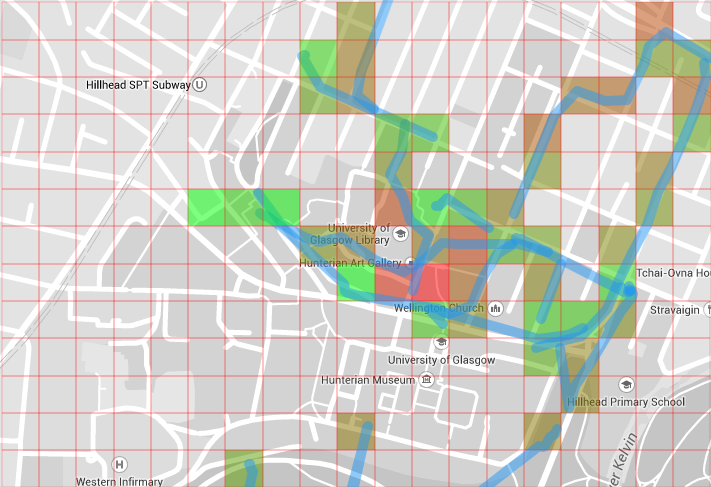 Hillhead SPT Subway
U
University of
Glasgow Library
Hunterian Art Gallery
Tchai-Ovna Hou
Wellington Church
Stravaigin
University of Glasgow
Hunterian Museum
Hillhead Primary School
er Kelvin
H
Western Infirmary